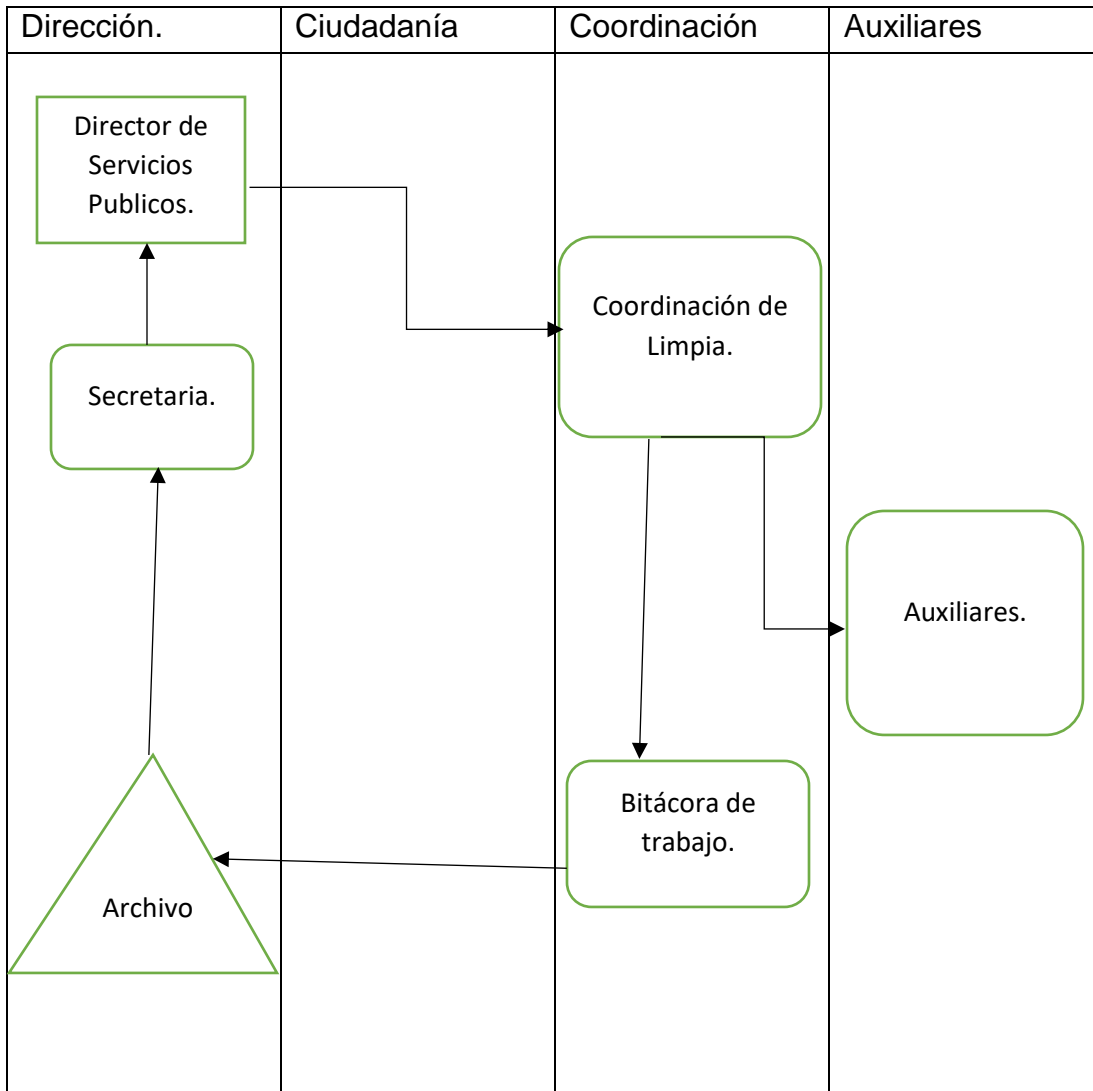 Dirección.
Ciudadanía
Coordinación
Auxiliares
Director de
Servicios
Publicos.
Coordinación de
Limpia.
Secretaria.
Auxiliares.
Bitácora de
trabajo.
Archivo